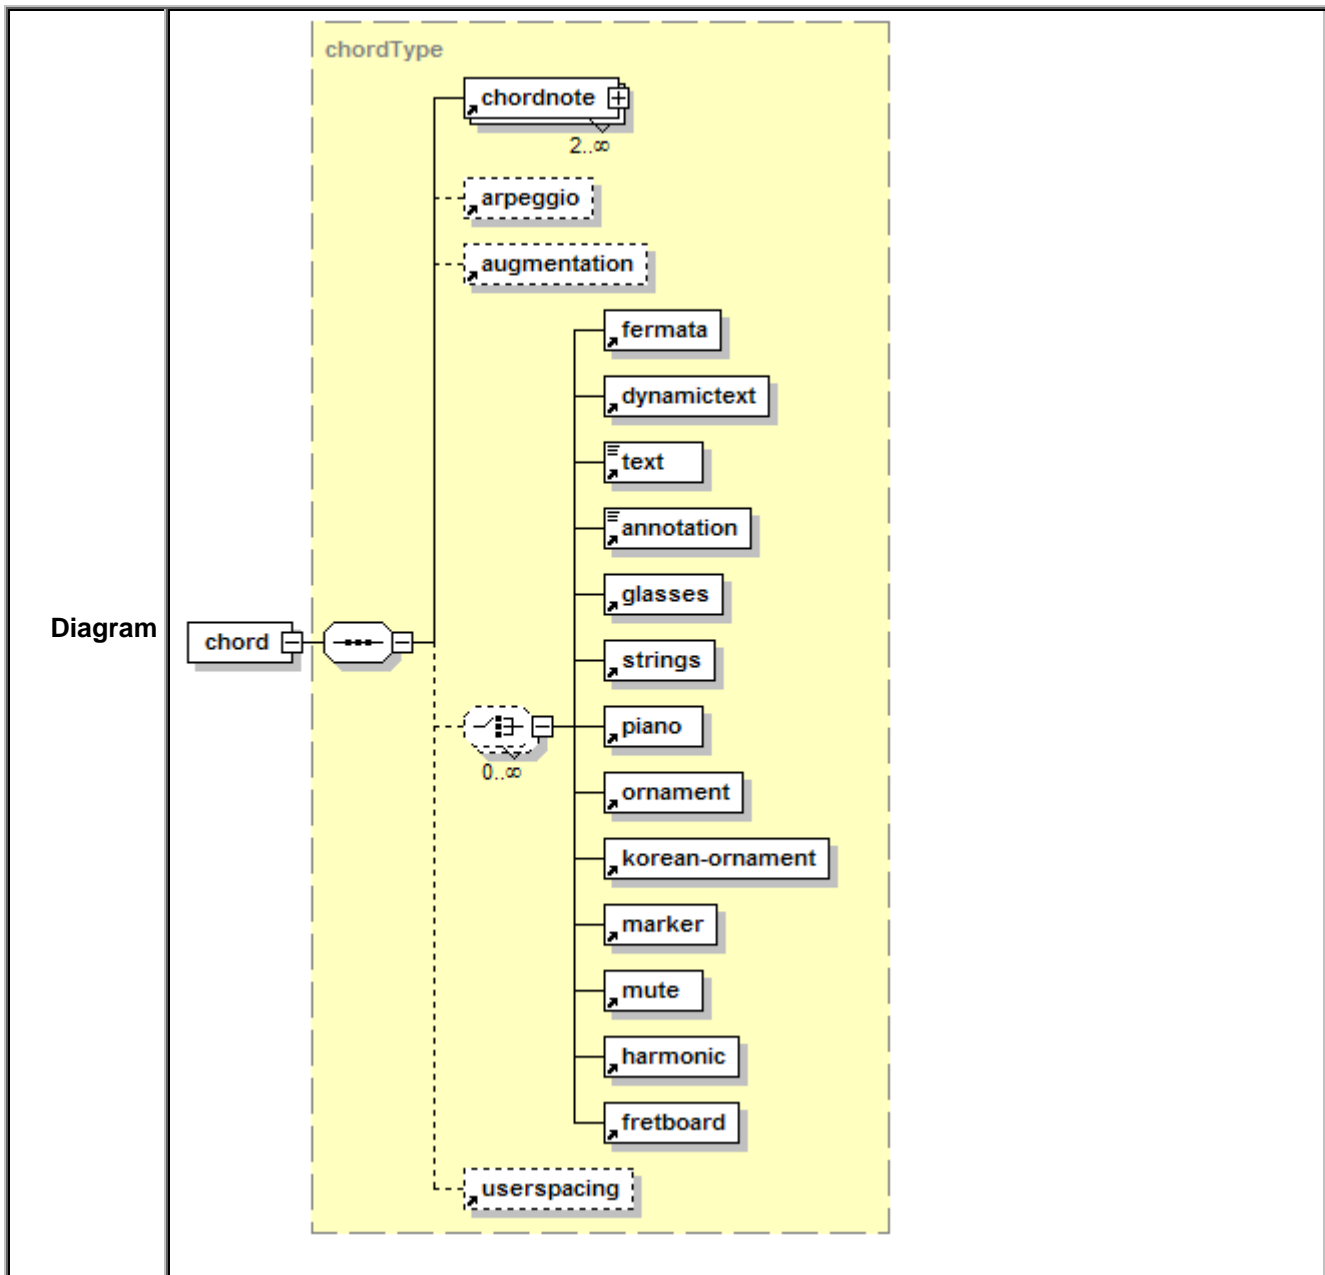 Diagram
chordType
chordnote
2..∞
arpeggio
augmentation
fermata
dynamictext
text
annotation
glasses
strings
chord
piano
0..∞
ornament
korean-ornament
marker
mute
harmonic
fretboard
userspacing